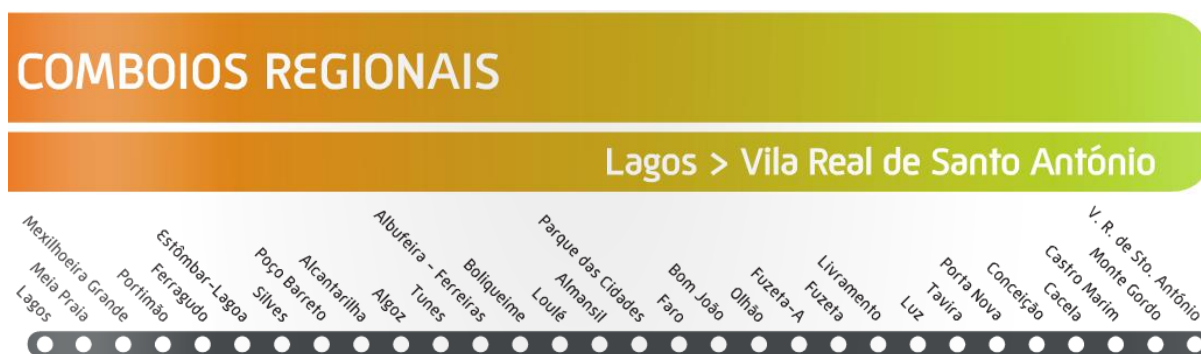 COMBOIOS REGIONAIS
Lagos > Vila Real de Santo António
Lagos
Meia Praia
Mexilhoeira Grande
Portimão
Ferragudo
Estômbar-Lagoa
Silves
Poço Barreto
Alcantarilha
Algoz
Tunes
Albufeira - Ferreiras
Boliqueime
Loulé
Almansil
Parque das Cidades
Faro
Bom João
Olhão
Fuzeta-A
Fuzeta
Livramento
Luz
Tavira
Porta Nova
Conceição
Cacela
Castro Marim
Monte Gordo
V. R. de Sto. António